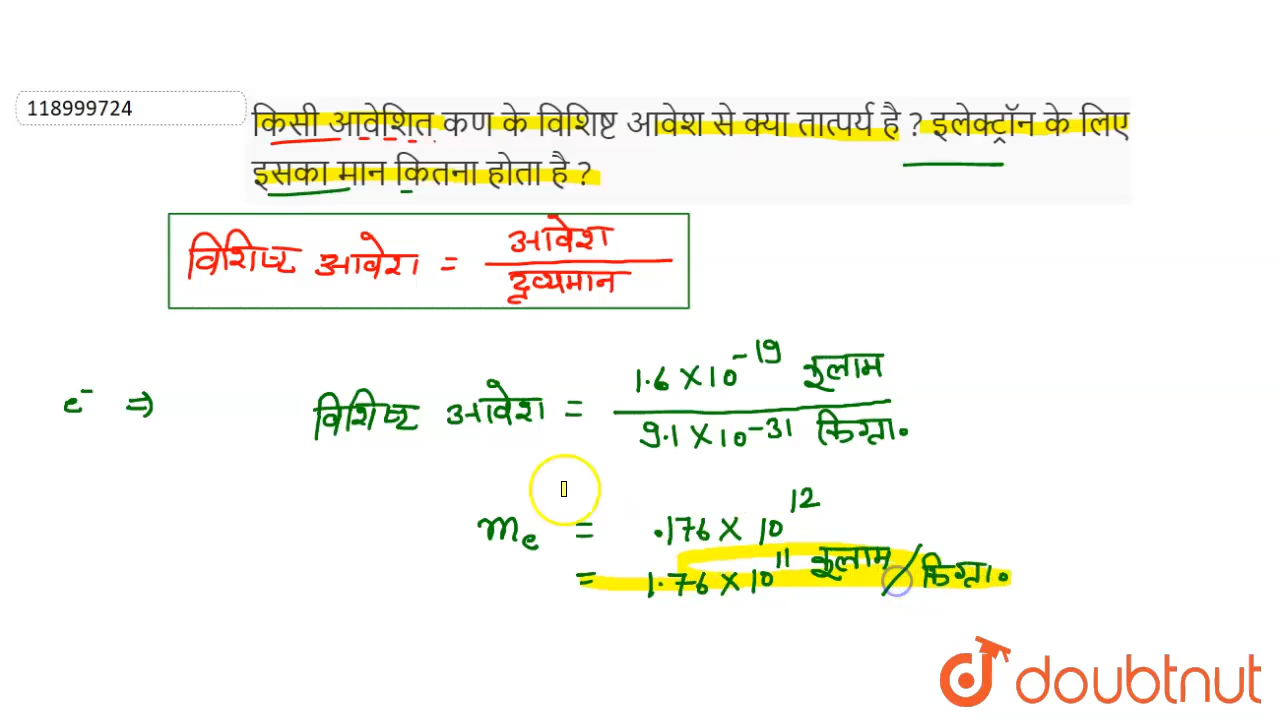 118999724
किसी आवेशित कण के विशिष्ट आवेश से क्या तात्पर्य है ? इलेक्ट्रॉन के लिए
इसका मान कितना होता है ?
विशिष्ट आवेश = आवेश / द्रव्यमान
e⁻ ⇒ विशिष्ट आवेश = 1.6 × 10⁻¹⁹ कूलाम / 9.1 × 10⁻³¹ किग्रा.
me = .176 × 10¹²
= 1.76 × 10¹¹ कूलाम/किग्रा.
doubtnut